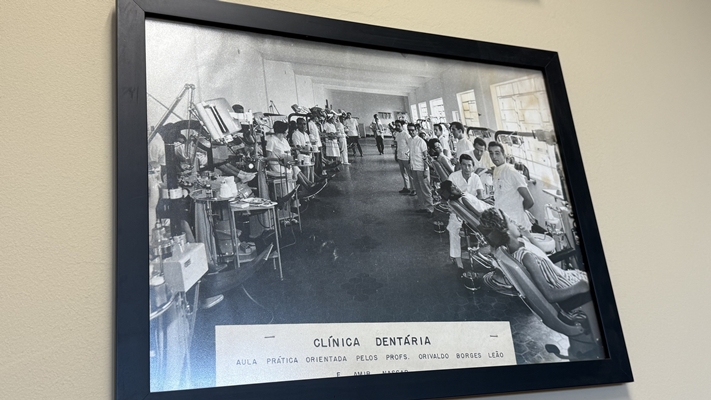 CLÍNICA DENTÁRIA
AULA PRÁTICA ORIENTADA PELOS PROFS. ORIVALDO BORGES LEÃO
E AMIR NASSAR